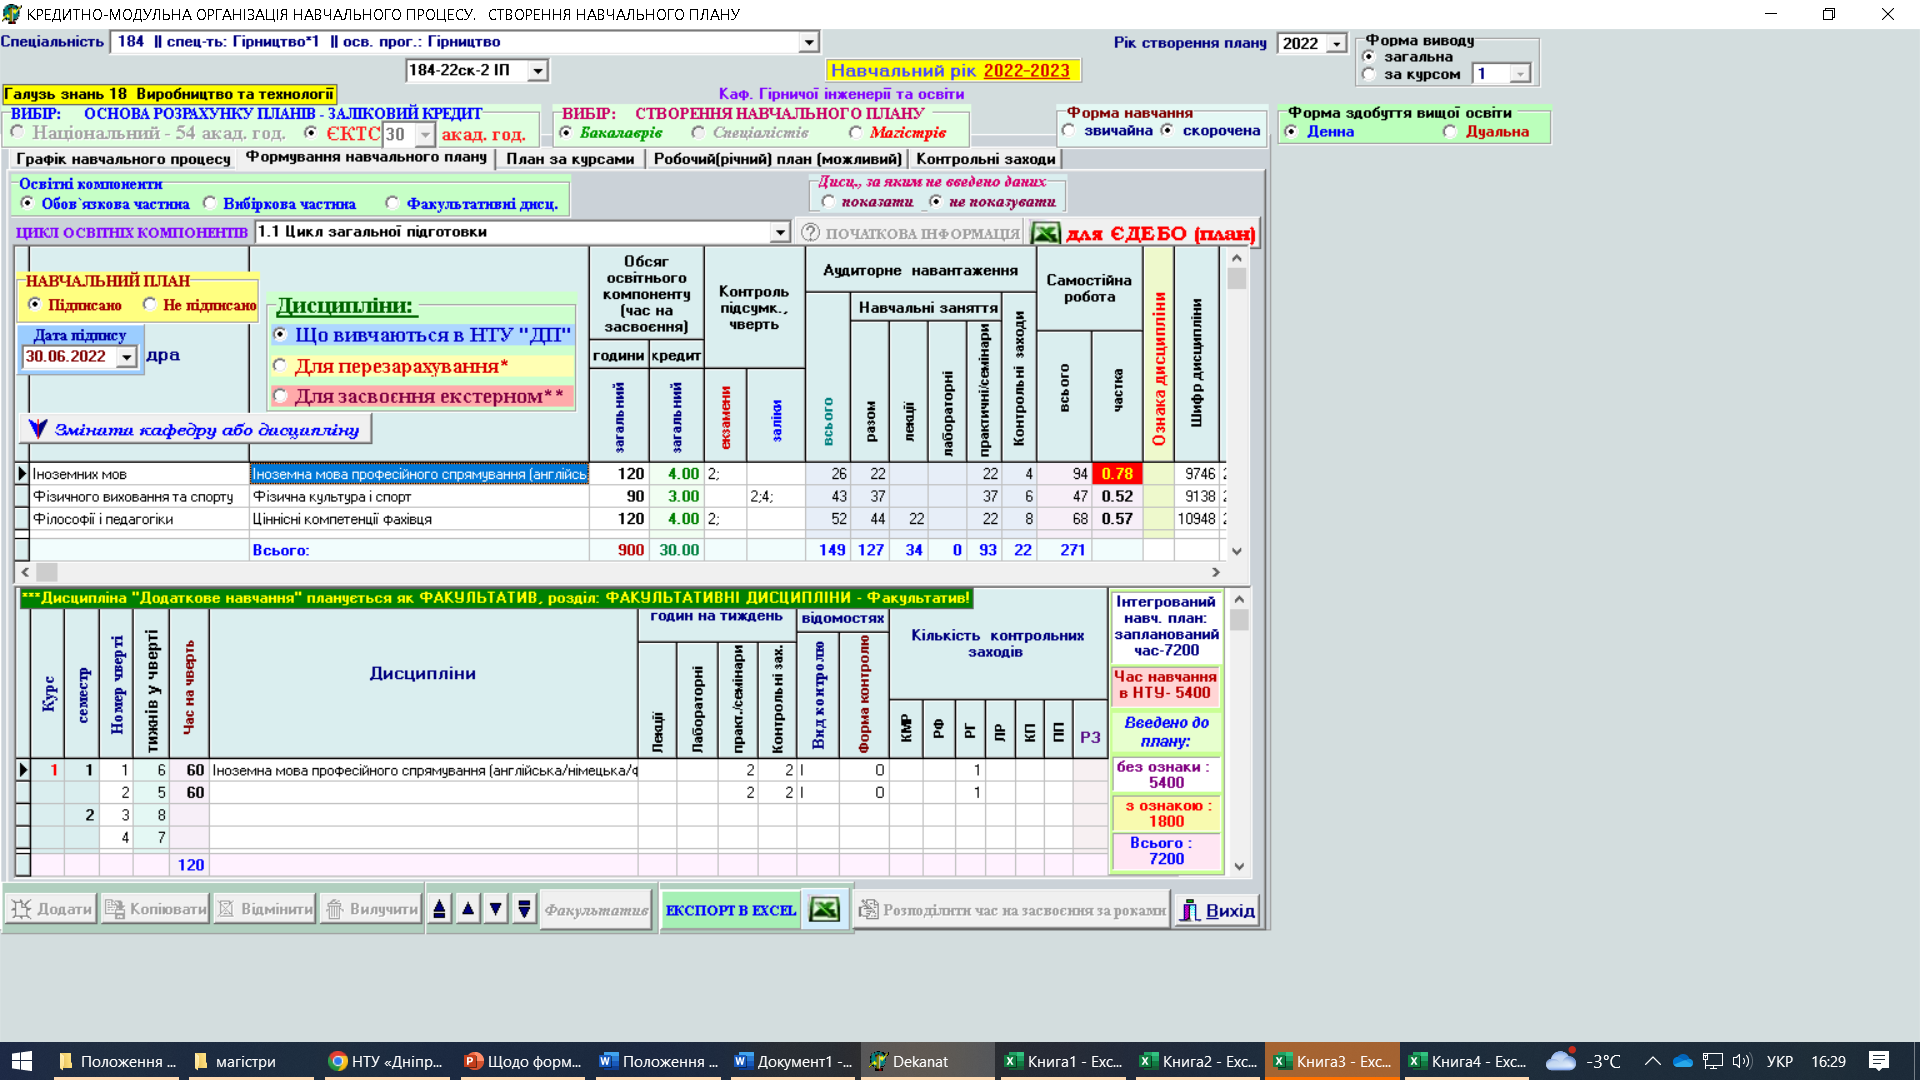 КРЕДИТНО-МОДУЛЬНА ОРГАНІЗАЦІЯ НАВЧАЛЬНОГО ПРОЦЕСУ.   СТВОРЕННЯ НАВЧАЛЬНОГО ПЛАНУ
Спеціальність 184 || спец-ть: Гірництво*1 || осв. прог.: Гірництво
Рік створення плану 2022
Форма виводу
загальна
за курсом 1
184-22ск-2 ІП
Навчальний рік 2022-2023
Галузь знань 18 Виробництво та технології
Каф. Гірничої інженерії та освіти
ВИБІР: ОСНОВА РОЗРАХУНКУ ПЛАНІВ - ЗАЛІКОВИЙ КРЕДИТ
Національний - 54 акад. год. ЄКТС 30 акад. год.
ВИБІР: СТВОРЕННЯ НАВЧАЛЬНОГО ПЛАНУ
Бакалаврів Спеціалістів Магістрів
Форма навчання
звичайна скорочена
Форма здобуття вищої освіти
Денна Дуальна
Графік навчального процесу Формування навчального плану План за курсами Робочий(річний) план (можливий) Контрольні заходи
Освітні компоненти
Обов`язкова частина Вибіркова частина Факультативні дисц.
Дисц., за яким не введено даних
показати не показувати
ЦИКЛ ОСВІТНІХ КОМПОНЕНТІВ 1.1 Цикл загальної підготовки
ПОЧАТКОВА ІНФОРМАЦІЯ для ЄДЕБО (план)
НАВЧАЛЬНИЙ ПЛАН
Підписано Не підписано
Дата підпису
30.06.2022 дра
Дисципліни:
Що вивчаються в НТУ "ДП"
Для перезарахування*
Для засвоєння екстерном**
Змінити кафедру або дисципліну
Обсяг освітнього компоненту (час на засвоєння)
години кредит
загальний загальний
Контроль підсумк., чверть
екзамени заліки
Аудиторне навантаження
всього
Навчальні заняття
разом лекції лабораторні практичні/семінари Контрольні заходи
Самостійна робота
всього частка
Ознака дисципліни
Шифр дисципліни
Іноземних мов Іноземна мова професійного спрямування (англійсь 120 4.00 2; 26 22 22 4 94 0.78 9746 2
Фізичного виховання та спорту Фізична культура і спорт 90 3.00 2;4; 43 37 37 6 47 0.52 9138 2
Філософії і педагогіки Ціннісні компетенції фахівця 120 4.00 2; 52 44 22 22 8 68 0.57 10948 2
Всього: 900 30.00 149 127 34 0 93 22 271
***Дисципліна "Додаткове навчання" планується як ФАКУЛЬТАТИВ, розділ: ФАКУЛЬТАТИВНІ ДИСЦИПЛІНИ - Факультатив!
Курс семестр Номер чверті тижнів у чверті Час на чверть
Дисципліни
годин на тиждень
Лекції Лабораторні практ./семінари Контрольні зах.
відомостях
Вид контролю Форма контролю
Кількість контрольних заходів
КМР РФ РГ ЛР КП ПП РЗ
1 1 1 6 60 Іноземна мова професійного спрямування (англійська/німецька/ф 2 2 І 0 1
2 5 60 2 2 І 0 1
2 3 8
4 7
120
Інтегрований навч. план: запланований час-7200
Час навчання в НТУ- 5400
Введено до плану:
без ознаки : 5400
з ознакою : 1800
Всього : 7200
Додати Копіювати Відмінити Вилучити Факультатив ЕКСПОРТ В EXCEL Розподілити час на засвоєння за роками Вихід
Положення ... магістри НТУ «Дніпр... Щодо форм... Положення ... Документ1 -... Dekanat Книга1 - Exc... Книга2 - Exc... Книга3 - Exc... Книга4 - Exc... -3°C УКР 16:29